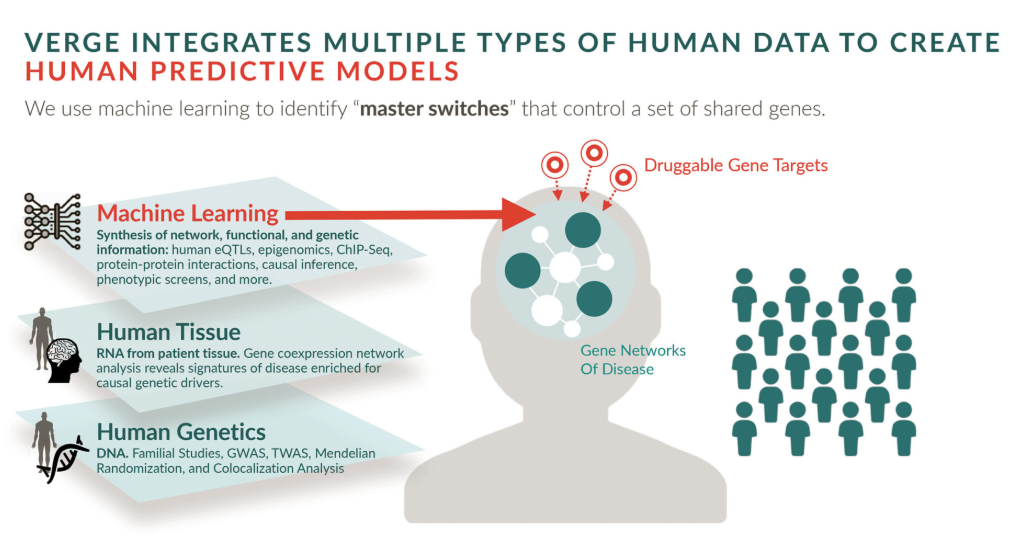 VERGE INTEGRATES MULTIPLE TYPES OF HUMAN DATA TO CREATE
HUMAN PREDICTIVE MODELS
We use machine learning to identify “master switches” that control a set of shared genes.
Druggable Gene Targets
Machine Learning
Synthesis of network, functional, and genetic
information: human eQTLs, epigenomics, ChIP-Seq,
protein-protein interactions, causal inference,
phenotypic screens, and more.
Human Tissue
RNA from patient tissue. Gene coexpression network
analysis reveals signatures of disease enriched for
causal genetic drivers.
Gene Networks
Of Disease
Human Genetics
DNA. Familial Studies, GWAS, TWAS, Mendelian
Randomization, and Colocalization Analysis